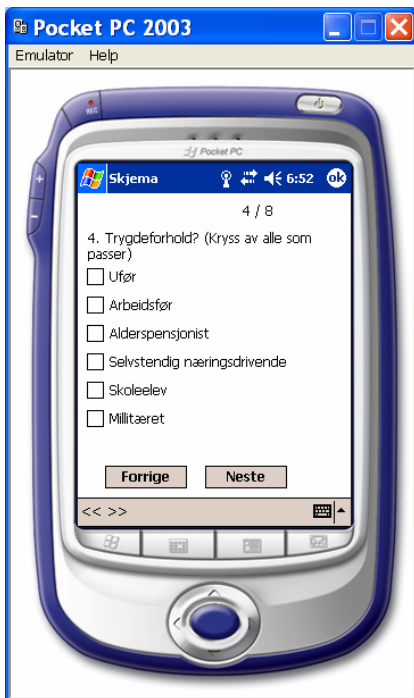 Pocket PC 2003
Emulator Help
REC
Pocket PC
Skjema 6:52 ok
4 / 8
4. Trygdeforhold? (Kryss av alle som
passer)
Ufør
Arbeidsfør
Alderspensjonist
Selvstendig næringsdrivende
Skoleelev
Millitæret
Forrige Neste
<< >>